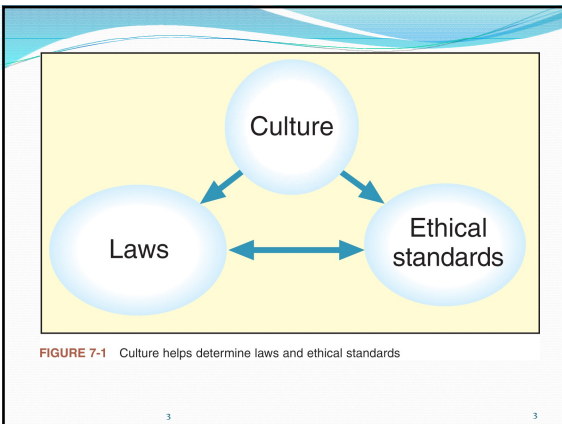 Culture
Laws
Ethical
standards
FIGURE 7-1 Culture helps determine laws and ethical standards
3
3